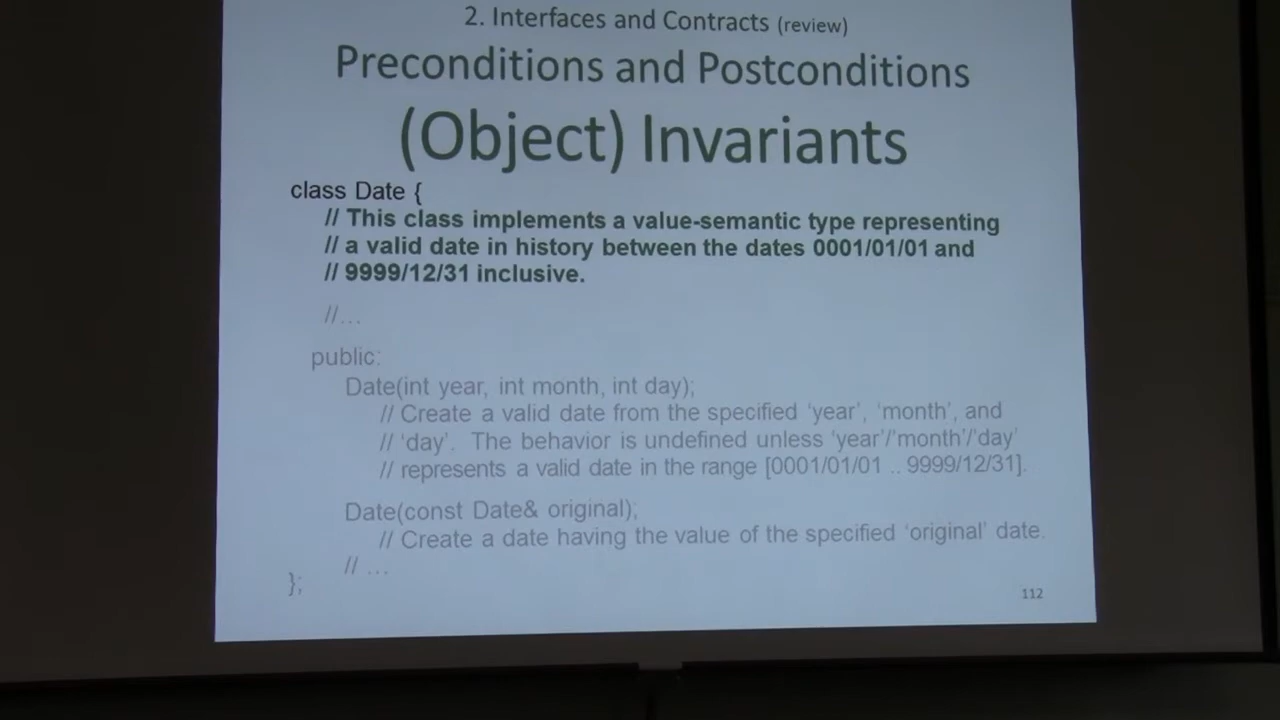 2. Interfaces and Contracts (review)
Preconditions and Postconditions
(Object) Invariants
class Date {
// This class implements a value-semantic type representing
// a valid date in history between the dates 0001/01/01 and
// 9999/12/31 inclusive.
//…
public:
Date(int year, int month, int day);
// Create a valid date from the specified ‘year’, ‘month’, and
// ‘day’.  The behavior is undefined unless ‘year’/’month’/’day’
// represents a valid date in the range [0001/01/01 .. 9999/12/31].
Date(const Date& original);
// Create a date having the value of the specified ‘original’ date.
// …
};
112